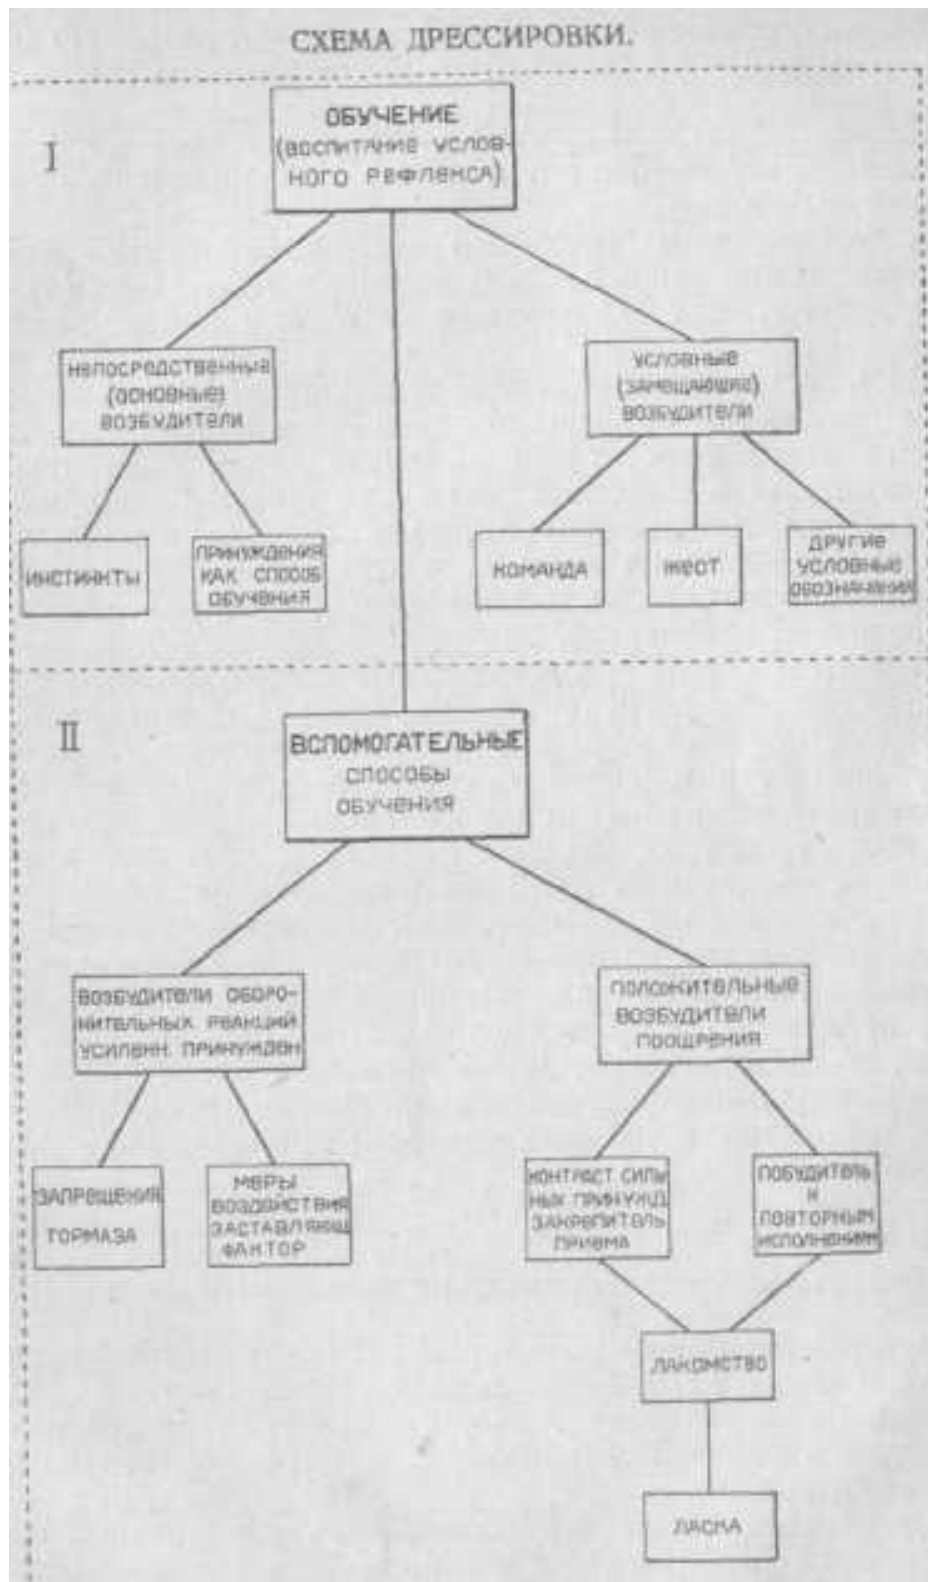 СХЕМА ДРЕССИРОВКИ.
I
ОБУЧЕНИЕ
(ВОСПИТАНИЕ УСЛОВ-
НОГО РЕФЛЕКСА)
НЕПОСРЕДСТВЕННЫЕ
(ОСНОВНЫЕ)
ВОЗБУДИТЕЛИ
УСЛОВНЫЕ
(ЗАМЕЩАЮЩИЕ)
ВОЗБУДИТЕЛИ
ИНСТИНКТЫ
ПРИНУЖДЕНИЯ
КАК СПОСОБ
ОБУЧЕНИЯ
КОМАНДА
ЖЕСТ
ДРУГИЕ
УСЛОВНЫЕ
ОБОЗНАЧЕНИЯ
II
ВСПОМОГАТЕЛЬНЫЕ
СПОСОБЫ
ОБУЧЕНИЯ
ВОЗБУДИТЕЛИ ОБОРО-
НИТЕЛЬНЫХ РЕАКЦИЙ
УСИЛЕНН. ПРИНУЖДЕН
ПОЛОЖИТЕЛЬНЫЕ
ВОЗБУДИТЕЛИ
ПООЩРЕНИЯ
ЗАПРЕЩЕНИЯ
ТОРМАЗА
МЕРЫ
ВОЗДЕЙСТВИЯ
ЗАСТАВЛЯЮЩ
ФАКТОР
КОНТРАСТ СИЛЬ
НЫХ ПРИНУЖД.
ЗАКРЕПИТЕЛЬ
ПРИЕМА
ПОБУДИТЕЛЬ
К
ПОВТОРНЫМ
ИСПОЛНЕНИЯМ
ЛАКОМСТВО
ЛАСКА